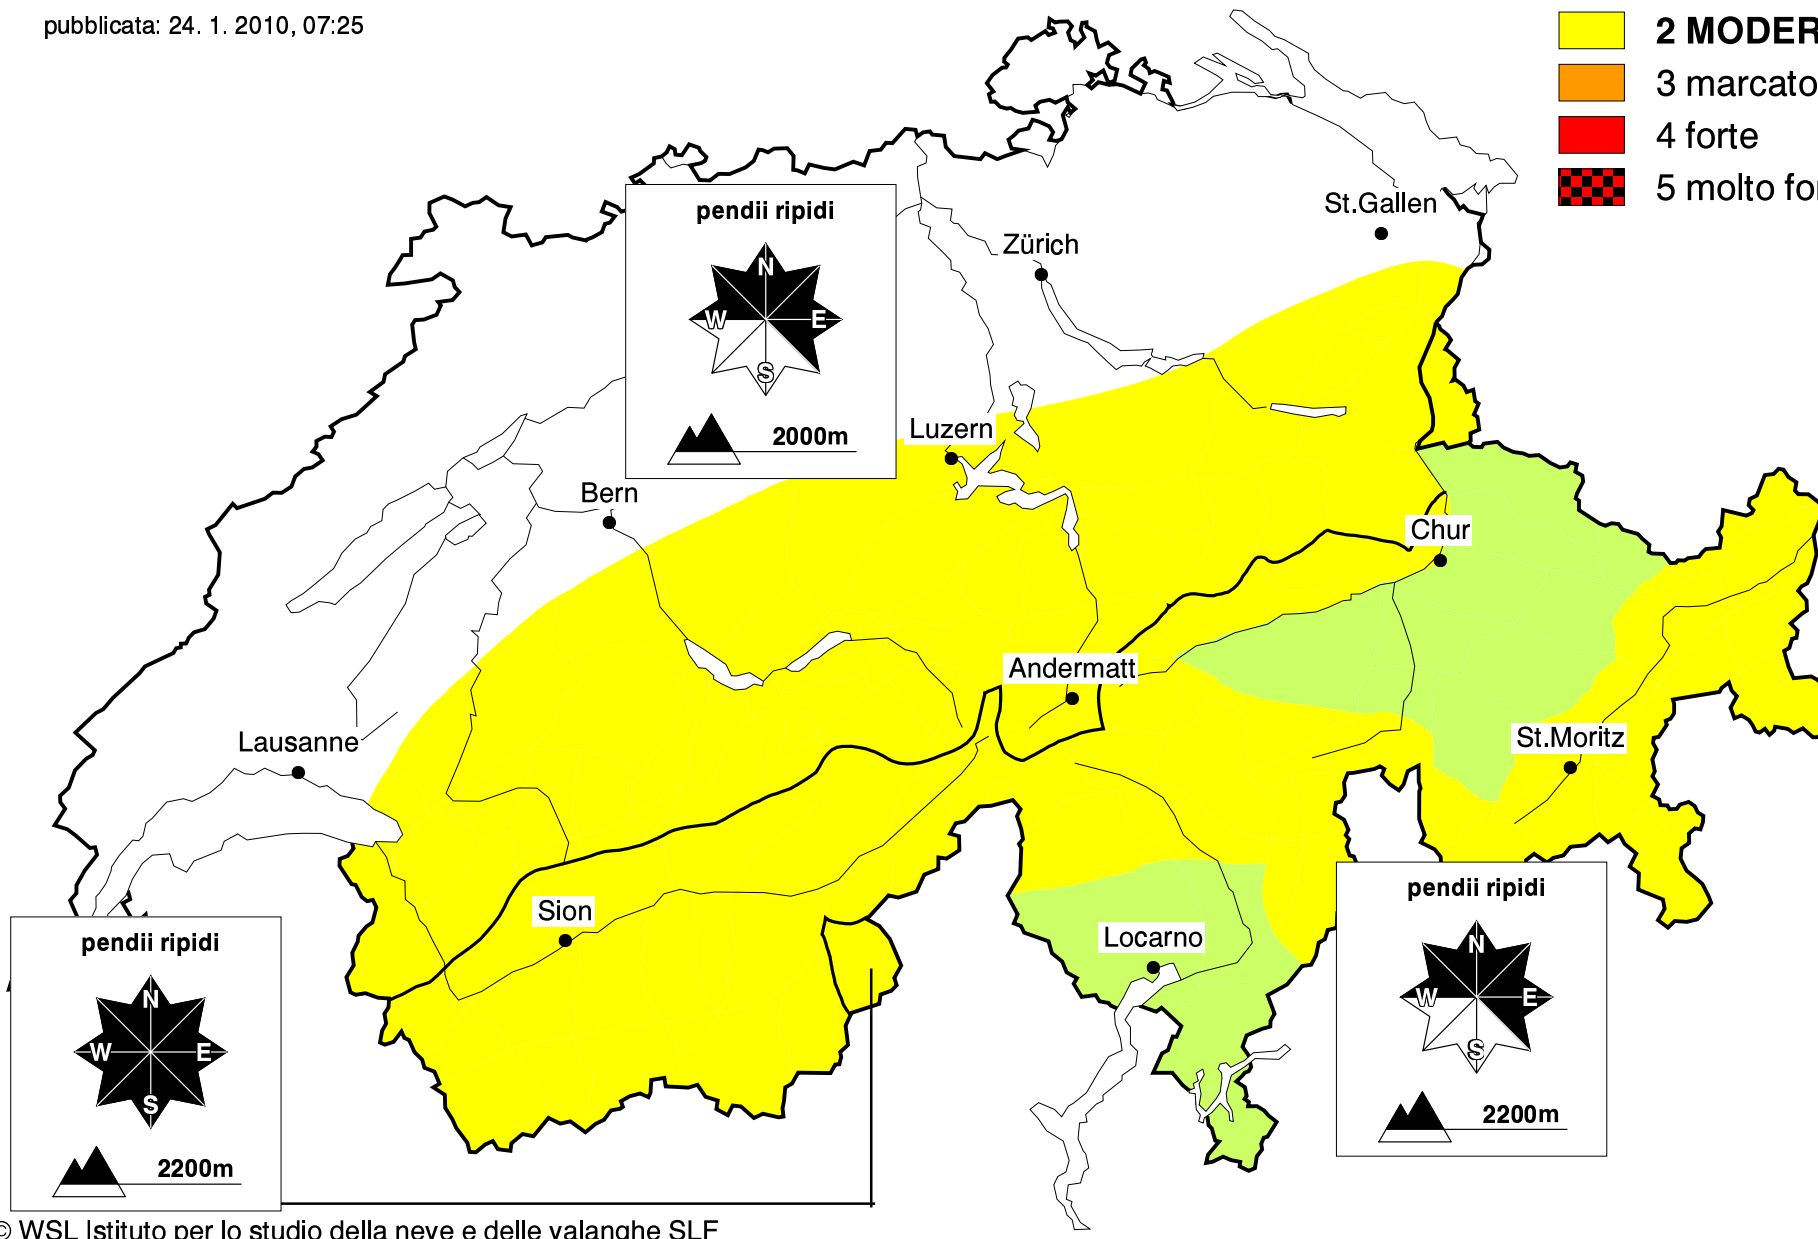 pubblicata: 24. 1. 2010, 07:25
2 MODER
3 marcato
4 forte
5 molto for
St.Gallen
Zürich
pendii ripidi
N
W E
S
2000m
Luzern
Bern
Chur
Andermatt
St.Moritz
Lausanne
Sion
Locarno
pendii ripidi
N
W E
S
2200m
pendii ripidi
N
W E
S
2200m
© WSL Istituto per lo studio della neve e delle valanghe SLF